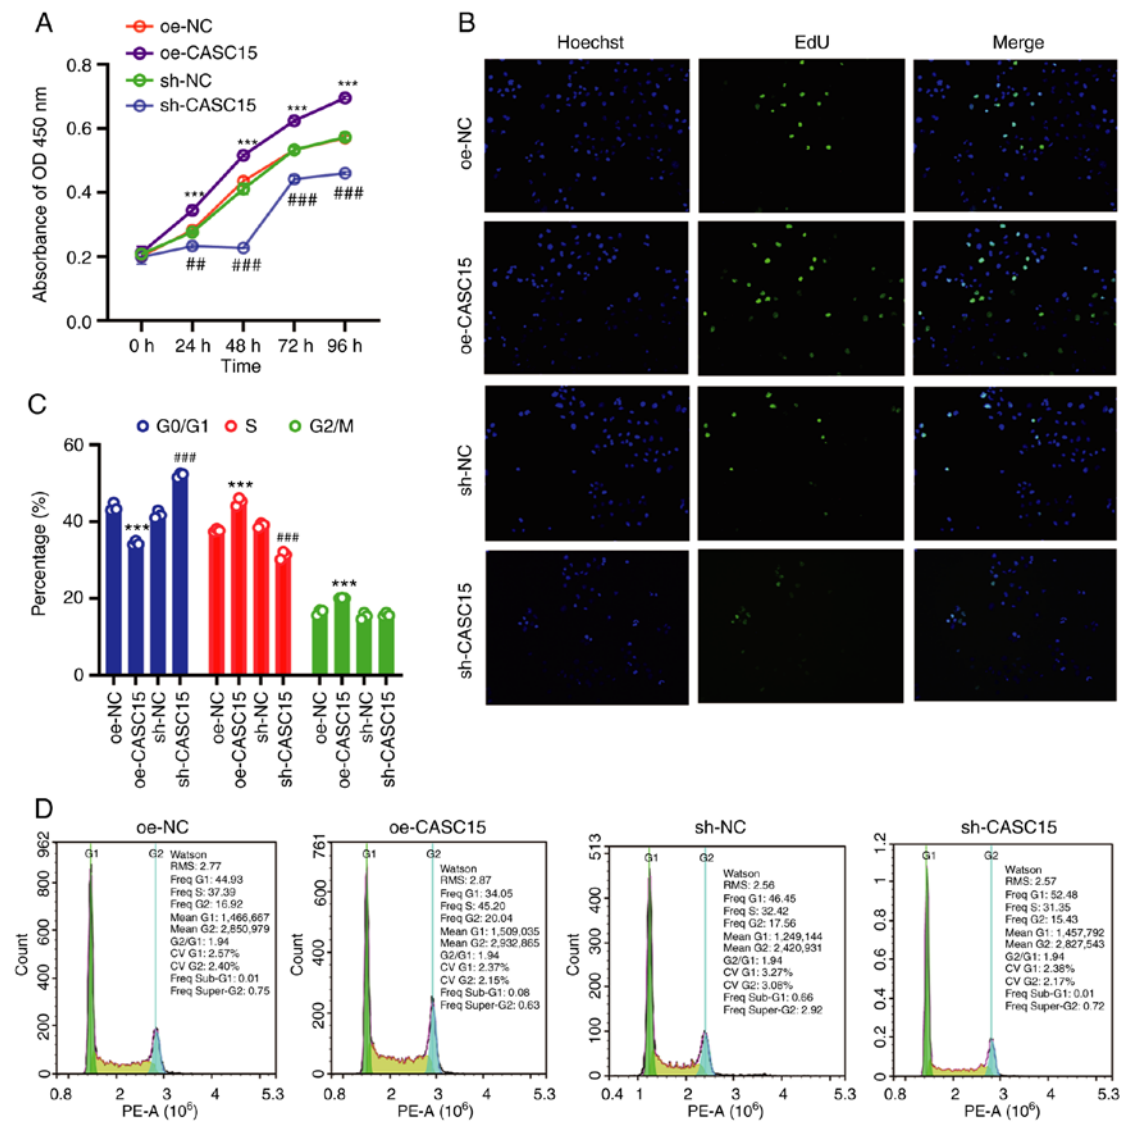 A
oe-NC
oe-CASC15
sh-NC
sh-CASC15
Absorbance of OD 450 nm
0.8
0.6
0.4
0.2
0.0
***
***
***
***
##
###
###
###
0 h 24 h 48 h 72 h 96 h
Time
B
Hoechst EdU Merge
oe-NC
oe-CASC15
sh-NC
sh-CASC15
C
G0/G1 S G2/M
Percentage (%)
60
40
20
0
***
###
***
###
***
oe-NC
oe-CASC15
sh-NC
sh-CASC15
oe-NC
oe-CASC15
sh-NC
sh-CASC15
oe-NC
oe-CASC15
sh-NC
sh-CASC15
D
oe-NC
Count
962
800
600
400
200
0
G1 G2
Watson
RMS: 2.77
Freq G1: 44.93
Freq S: 37.39
Freq G2: 16.92
Mean G1: 1,466,667
Mean G2: 2,850,979
G2/G1: 1.94
CV G1: 2.57%
CV G2: 2.40%
Freq Sub-G1: 0.01
Freq Super-G2: 0.75
0.8 2 3 4 5.3
PE-A (10⁶)
oe-CASC15
Count
761
600
400
200
0
G1 G2
Watson
RMS: 2.87
Freq G1: 34.05
Freq S: 45.20
Freq G2: 20.04
Mean G1: 1,509,035
Mean G2: 2,932,865
G2/G1: 1.94
CV G1: 2.37%
CV G2: 2.15%
Freq Sub-G1: 0.08
Freq Super-G2: 0.63
0.8 2 3 4 5.3
PE-A (10⁶)
sh-NC
Count
513
400
300
200
100
0
G1 G2
Watson
RMS: 2.56
Freq G1: 46.45
Freq S: 32.42
Freq G2: 17.56
Mean G1: 1,249,144
Mean G2: 2,420,931
G2/G1: 1.94
CV G1: 3.27%
CV G2: 3.08%
Freq Sub-G1: 0.66
Freq Super-G2: 2.92
0.4 1 2 3 4 5.3
PE-A (10⁶)
sh-CASC15
Count
1.2
1
0.8
0.6
0.4
0.2
0
G1 G2
Watson
RMS: 2.57
Freq G1: 52.48
Freq S: 31.35
Freq G2: 15.43
Mean G1: 1,457,792
Mean G2: 2,827,543
G2/G1: 1.94
CV G1: 2.38%
CV G2: 2.17%
Freq Sub-G1: 0.01
Freq Super-G2: 0.72
0.8 2 3 4 5.3
PE-A (10⁶)